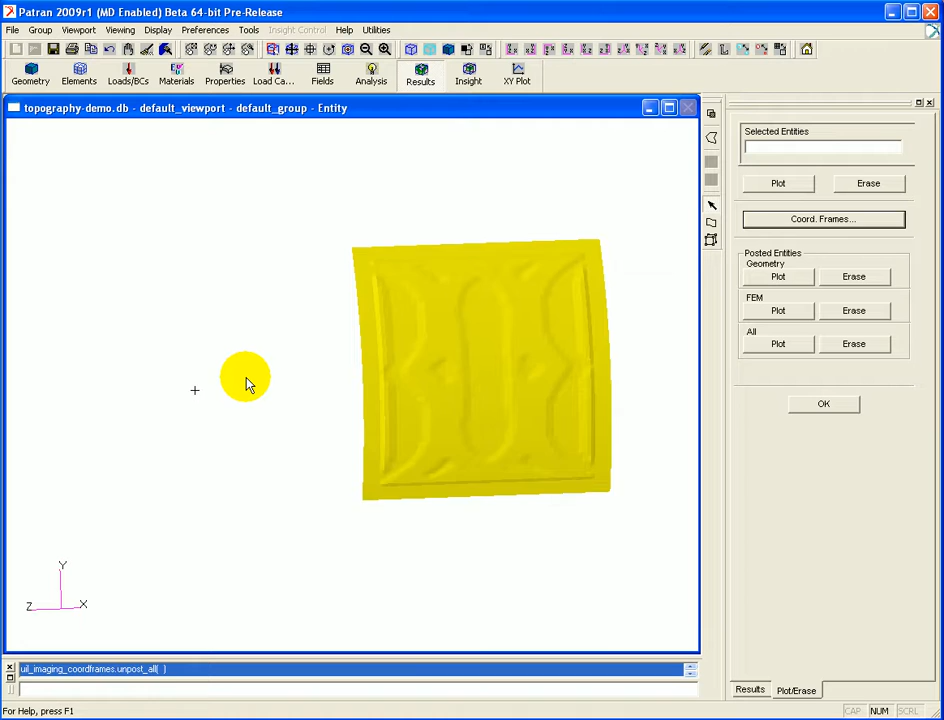 Patran 2009r1 (MD Enabled) Beta 64-bit Pre-Release
File Group Viewport Viewing Display Preferences Tools Insight Control Help Utilities
Geometry Elements Loads/BCs Materials Properties Load Ca... Fields Analysis Results Insight XY Plot
topography-demo.db - default_viewport - default_group - Entity
Selected Entities
Plot Erase
Coord. Frames...
Posted Entities
Geometry
Plot Erase
FEM
Plot Erase
All
Plot Erase
OK
Y
Z X
uil_imaging_coordframes.unpost_all( )
Results Plot/Erase
For Help, press F1
CAP NUM SCRL